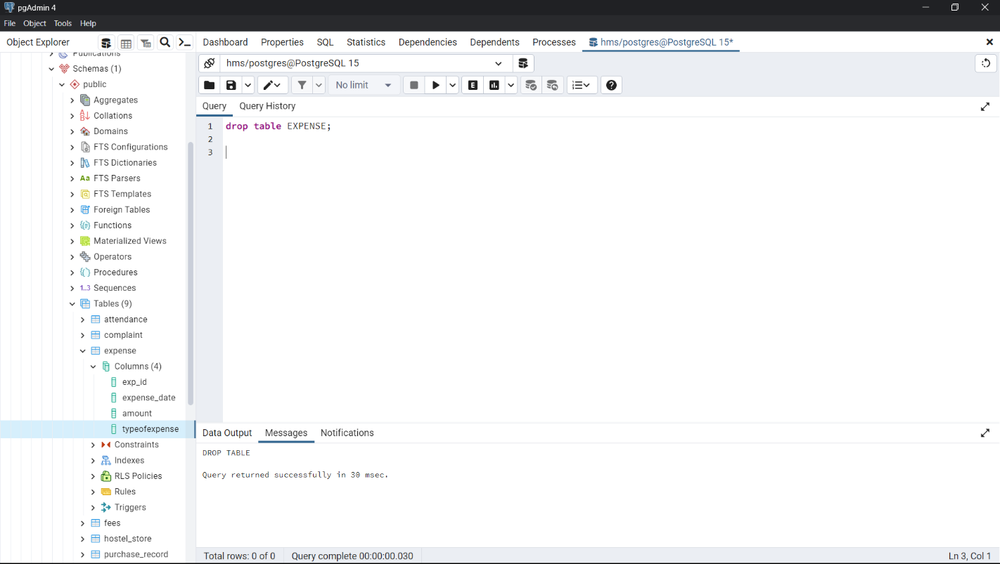 pgAdmin 4
File Object Tools Help
Object Explorer
Dashboard Properties SQL Statistics Dependencies Dependents Processes hms/postgres@PostgreSQL 15*
Publications
Schemas (1)
public
Aggregates
Collations
Domains
FTS Configurations
FTS Dictionaries
Aa FTS Parsers
FTS Templates
Foreign Tables
Functions
Materialized Views
Operators
Procedures
1..3 Sequences
Tables (9)
attendance
complaint
expense
Columns (4)
exp_id
expense_date
amount
typeofexpense
Constraints
Indexes
RLS Policies
Rules
Triggers
fees
hostel_store
purchase_record
hms/postgres@PostgreSQL 15
No limit
E
Query Query History
1 drop table EXPENSE;
2
3
Data Output Messages Notifications
DROP TABLE
Query returned successfully in 30 msec.
Total rows: 0 of 0 Query complete 00:00:00.030 Ln 3, Col 1